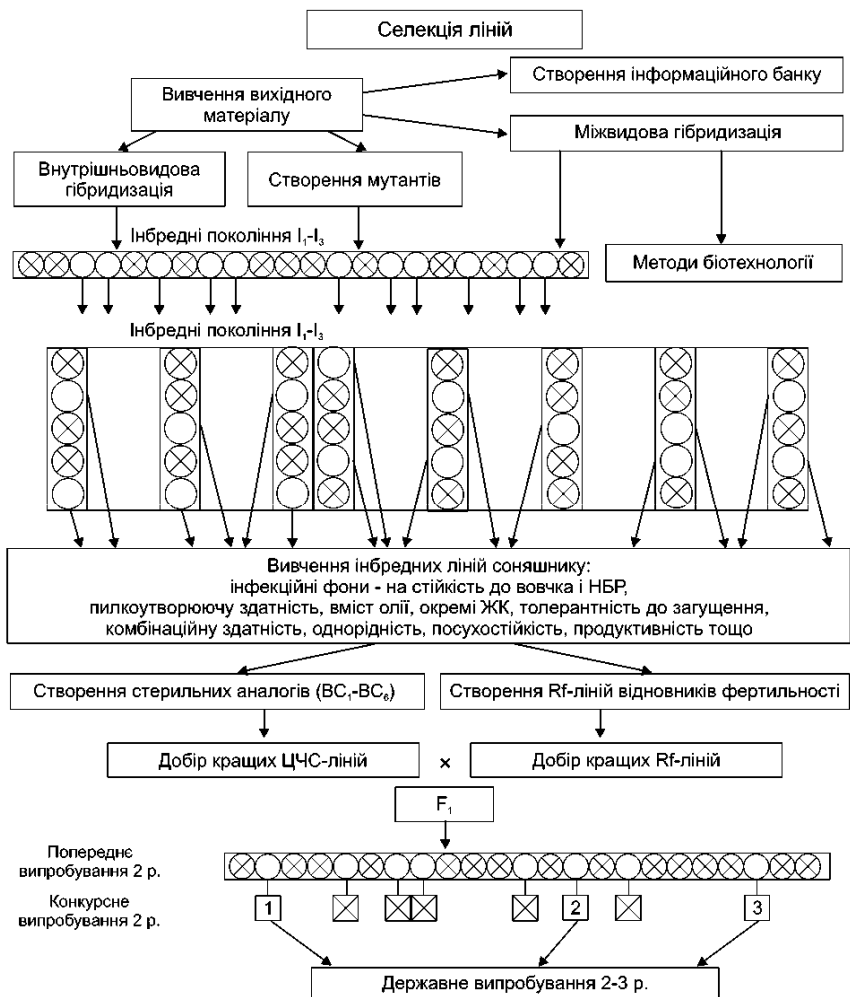 Селекція ліній
Створення інформаційного банку
Вивчення вихідного
матеріалу
Міжвидова гібридизація
Внутрішньовидова
гібридизація
Створення мутантів
Інбредні покоління I₁-I₃
Методи біотехнології
Інбредні покоління I₁-I₃
Вивчення інбредних ліній соняшнику:
інфекційні фони - на стійкість до вовчка і НБР,
пилкоутворюючу здатність, вміст олії, окремі ЖК, толерантність до загущення,
комбінаційну здатність, однорідність, посухостійкість, продуктивність тощо
Створення стерильних аналогів (BC₁-BC₆)
Створення Rf-ліній відновників фертильності
Добір кращих ЦЧС-ліній
×
Добір кращих Rf-ліній
F₁
Попереднє
випробування 2 р.
Конкурсне
випробування 2 р.
1
2
3
Державне випробування 2-3 р.